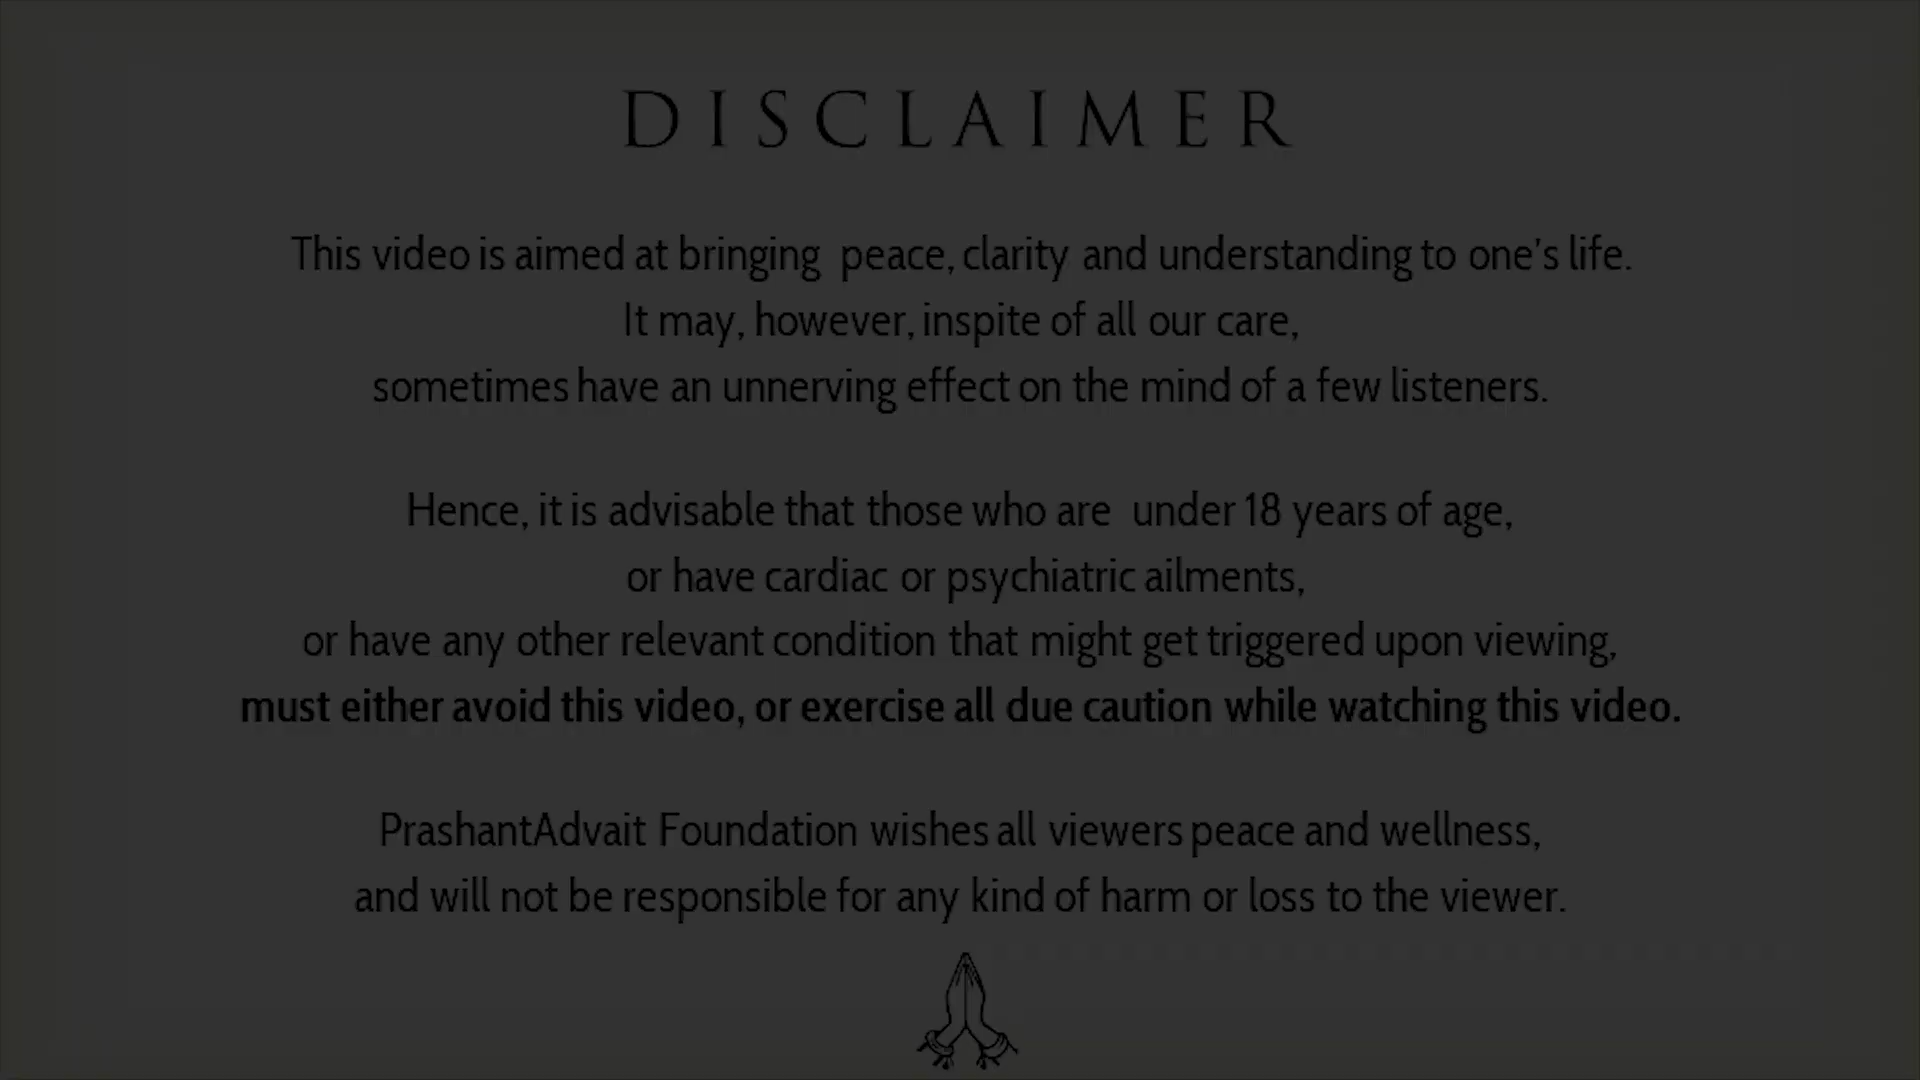 DISCLAIMER
This video is aimed at bringing peace, clarity and understanding to one's life.
It may, however, inspite of all our care,
sometimes have an unnerving effect on the mind of a few listeners.
Hence, it is advisable that those who are under 18 years of age,
or have cardiac or psychiatric ailments,
or have any other relevant condition that might get triggered upon viewing,
must either avoid this video, or exercise all due caution while watching this video.
PrashantAdvait Foundation wishes all viewers peace and wellness,
and will not be responsible for any kind of harm or loss to the viewer.